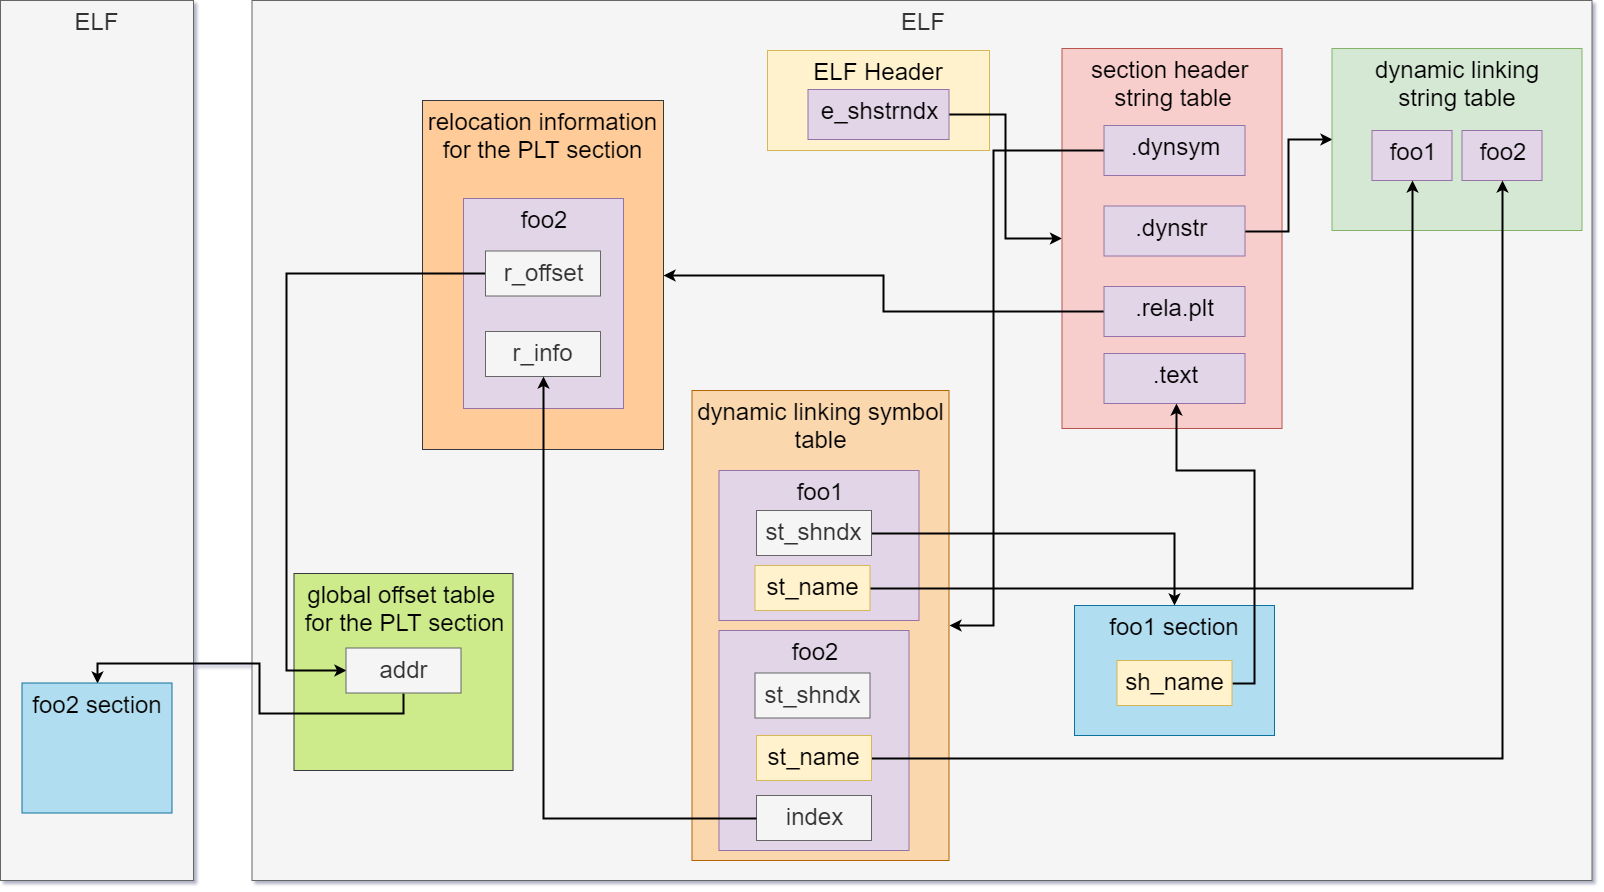 ELF
foo2 section
ELF
ELF Header
e_shstrndx
section header
string table
.dynsym
.dynstr
.rela.plt
.text
dynamic linking
string table
foo1
foo2
relocation information
for the PLT section
foo2
r_offset
r_info
dynamic linking symbol
table
foo1
st_shndx
st_name
foo2
st_shndx
st_name
index
foo1 section
sh_name
global offset table
for the PLT section
addr